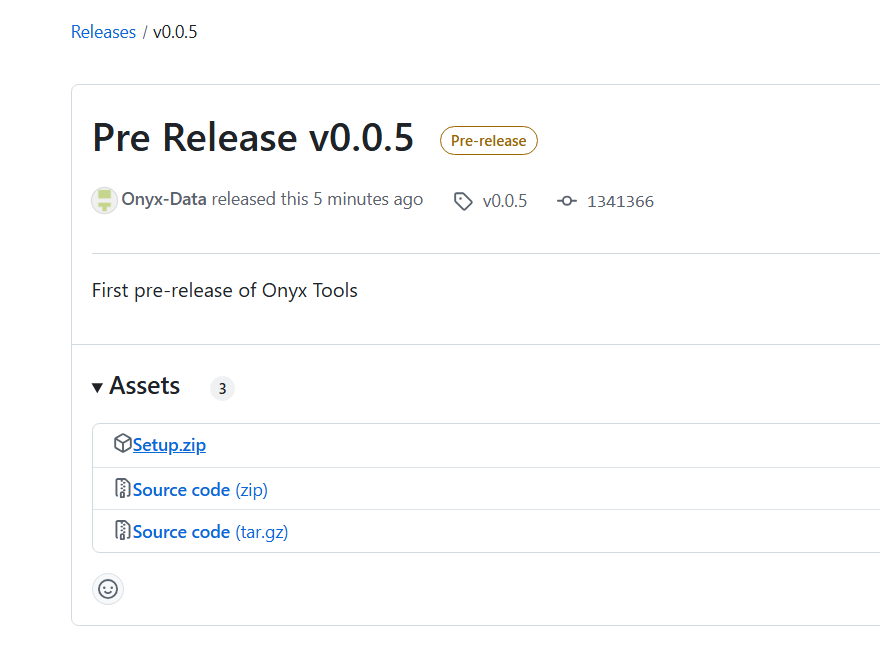 Releases / v0.0.5
Pre Release v0.0.5 Pre-release
Onyx-Data released this 5 minutes ago v0.0.5 1341366
First pre-release of Onyx Tools
Assets 3
Setup.zip
Source code (zip)
Source code (tar.gz)